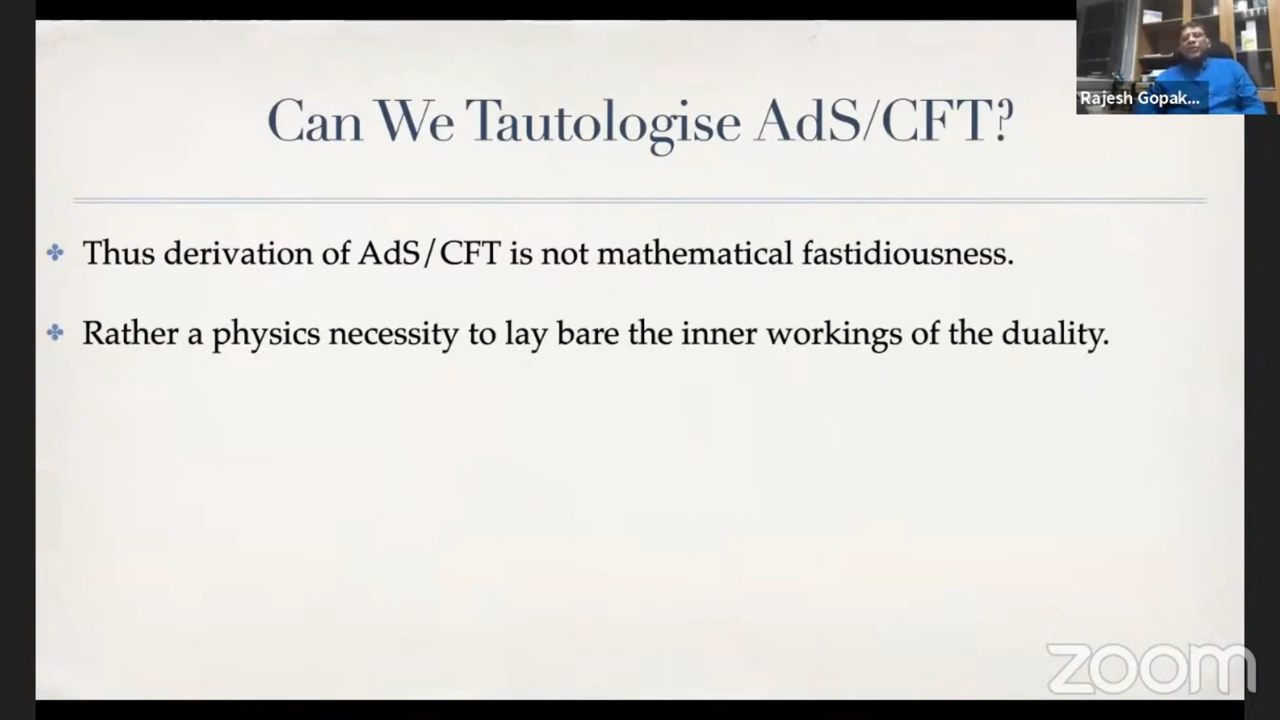 Can We Tautologise AdS/CFT?
Rajesh Gopak...
Thus derivation of AdS/CFT is not mathematical fastidiousness.
Rather a physics necessity to lay bare the inner workings of the duality.
zoom